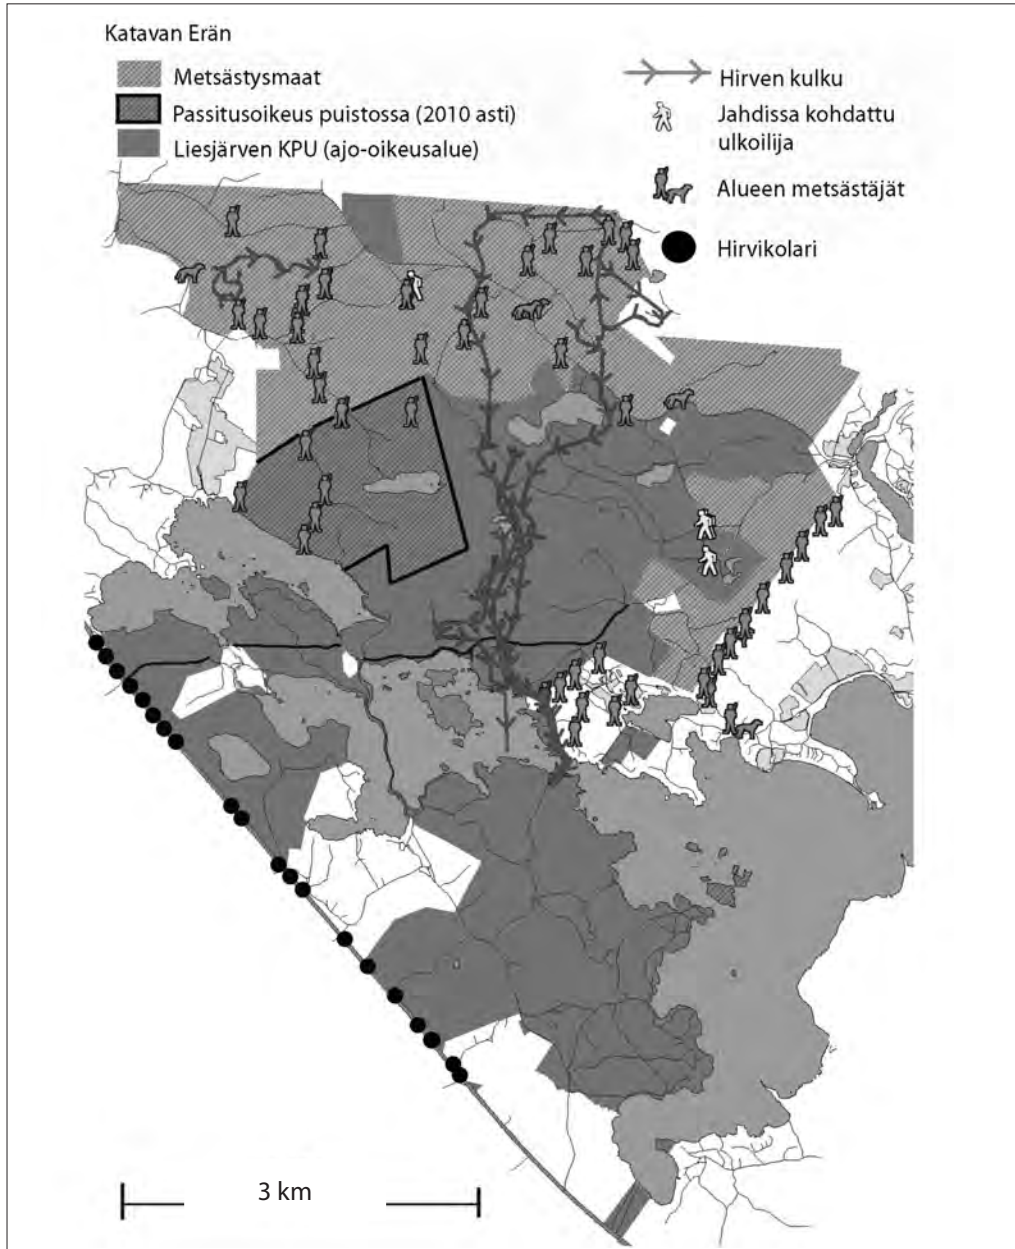 Katavan Erän
Metsästysmaat
Passitusoikeus puistossa (2010 asti)
Liesjärven KPU (ajo-oikeusalue)
Hirven kulku
Jahdissa kohdattu
ulkoilija
Alueen metsästäjät
Hirvikolari
3 km